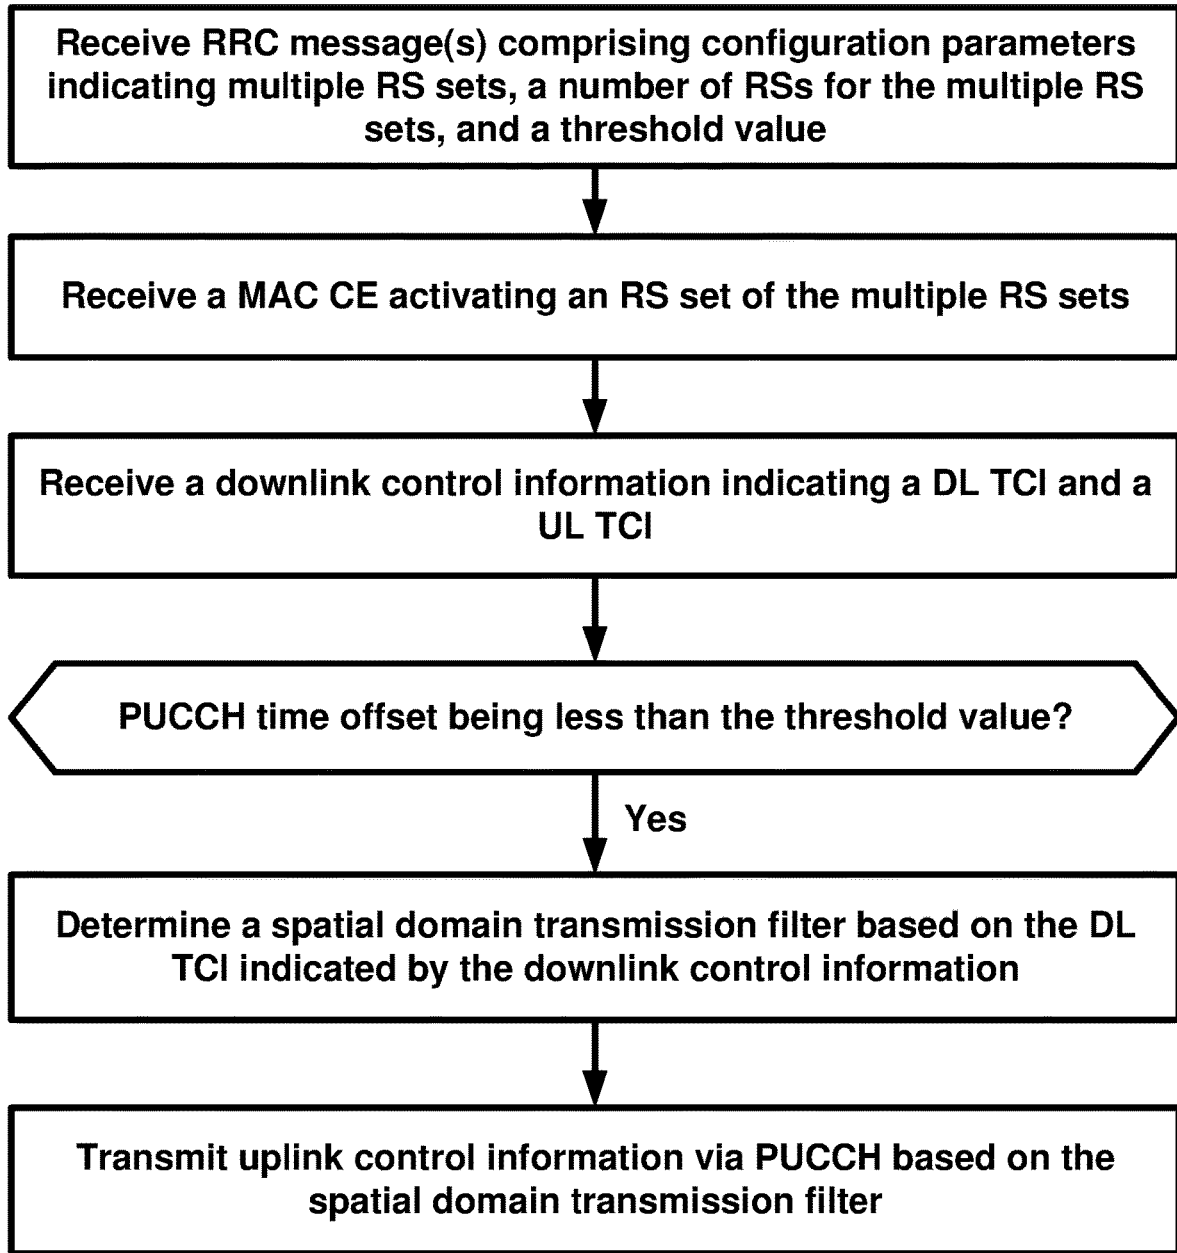 Receive RRC message(s) comprising configuration parameters
indicating multiple RS sets, a number of RSs for the multiple RS
sets, and a threshold value
Receive a MAC CE activating an RS set of the multiple RS sets
Receive a downlink control information indicating a DL TCI and a
UL TCI
PUCCH time offset being less than the threshold value?
Yes
Determine a spatial domain transmission filter based on the DL
TCI indicated by the downlink control information
Transmit uplink control information via PUCCH based on the
spatial domain transmission filter